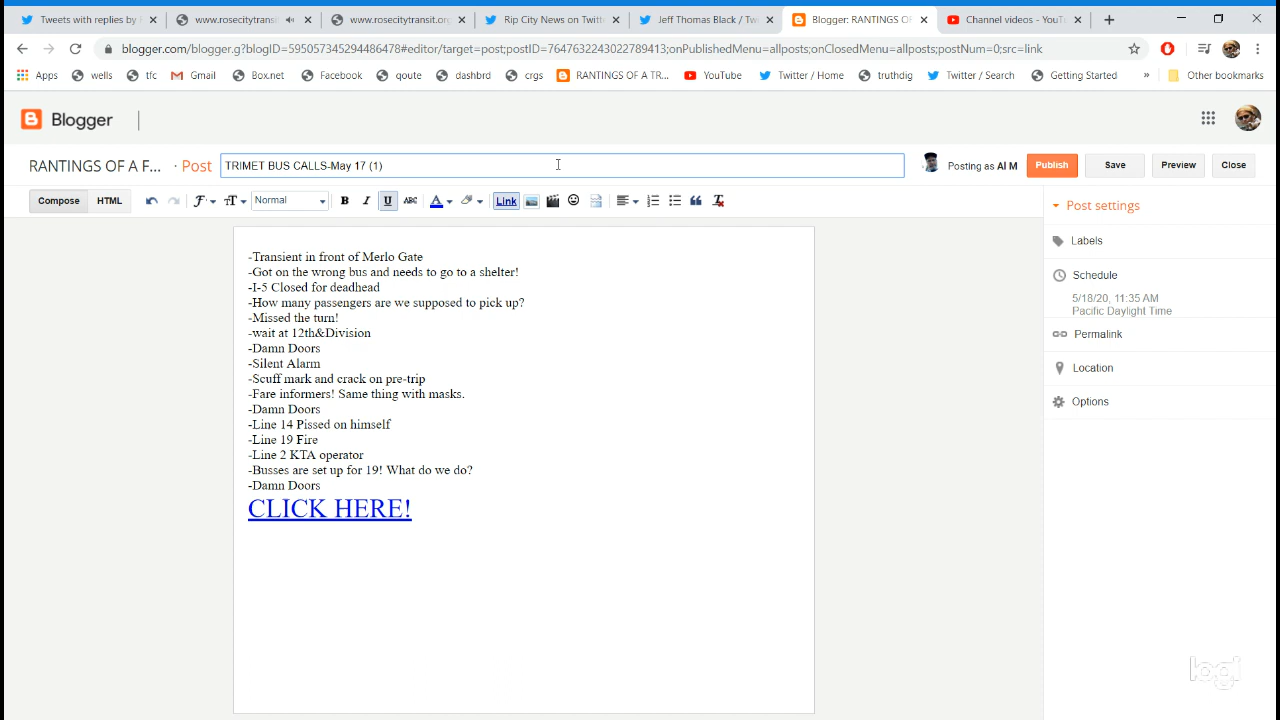 Tweets with replies by
www.rosecitytransi
www.rosecitytransit.or
Rip City News on Twitte
Jeff Thomas Black / Tw
Blogger: RANTINGS OF
Channel videos - YouT
blogger.com/blogger.g?blogID=595057345294486478#editor/target=post;postID=7647632243022789413;onPublishedMenu=allposts;onClosedMenu=allposts;postNum=0;src=link
Apps wells tfc Gmail Box.net Facebook qoute dashbrd crgs RANTINGS OF A TR... YouTube Twitter / Home truthdig Twitter / Search Getting Started » Other bookmarks
Blogger
RANTINGS OF A F... · Post TRIMET BUS CALLS-May 17 (1) Posting as Al M Publish Save Preview Close
Compose HTML Normal B I U ABC A Link
Post settings
Labels
Schedule
5/18/20, 11:35 AM
Pacific Daylight Time
Permalink
Location
Options
-Transient in front of Merlo Gate
-Got on the wrong bus and needs to go to a shelter!
-I-5 Closed for deadhead
-How many passengers are we supposed to pick up?
-Missed the turn!
-wait at 12th&Division
-Damn Doors
-Silent Alarm
-Scuff mark and crack on pre-trip
-Fare informers! Same thing with masks.
-Damn Doors
-Line 14 Pissed on himself
-Line 19 Fire
-Line 2 KTA operator
-Busses are set up for 19! What do we do?
-Damn Doors
CLICK HERE!
logi